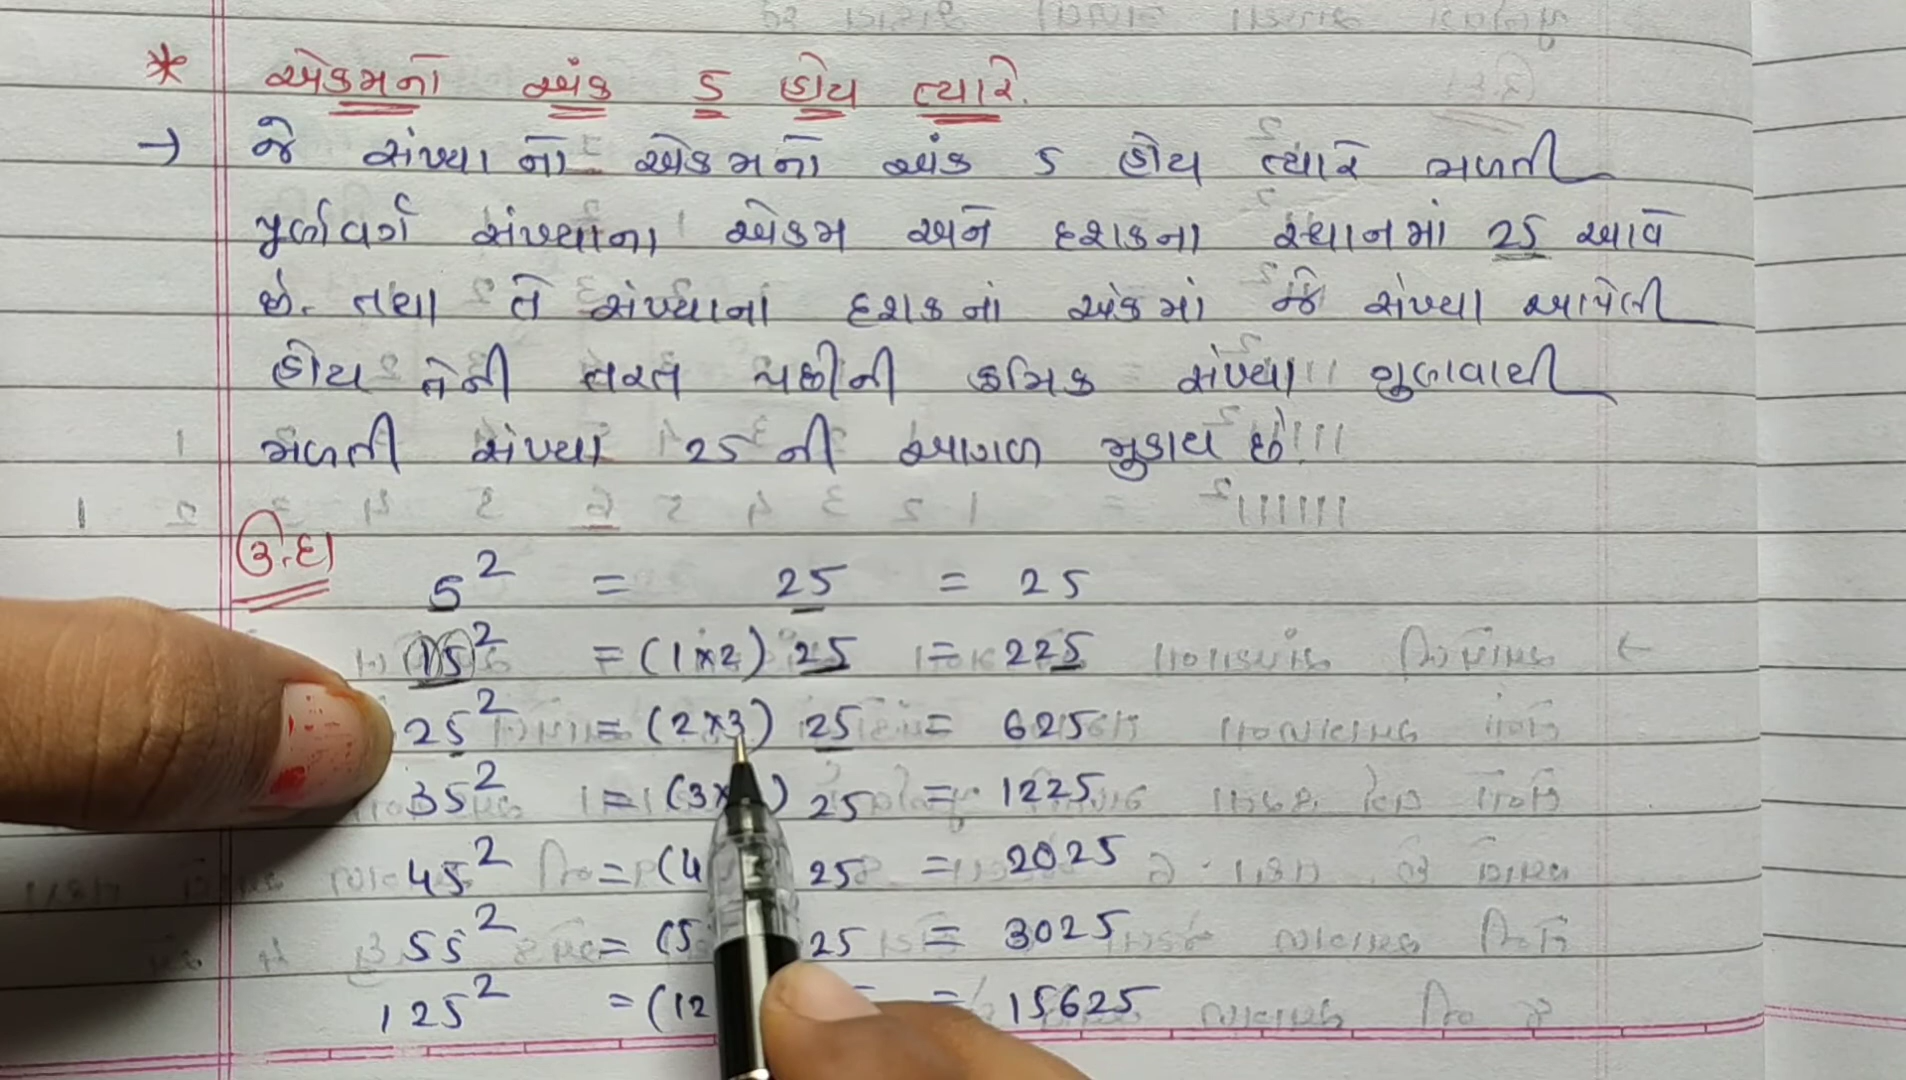 * એકમનો અંક 5 હોય ત્યારે.
→ જે સંખ્યાનો એકમનો અંક 5 હોય ત્યારે મળતી
પૂર્ણવર્ગ સંખ્યાના એકમ અને દશકના સ્થાનમાં 25 આવે
છે. તથા તે સંખ્યાનાં દશકનાં અંકમાં જે સંખ્યા આપેલી
હોય તેની તરત પછીની ક્રમિક સંખ્યા ગુણવાથી
મળતી સંખ્યા 25 ની આગળ મુકાય છે
ઉ.દા
5² = 25 = 25
15² = (1×2) 25 = 225
25² = (2×3) 25 = 625
35² = (3× ) 25 = 1225
45² = (4 25 = 2025
55² = (5 25 = 3025
125² = (12 = 15625